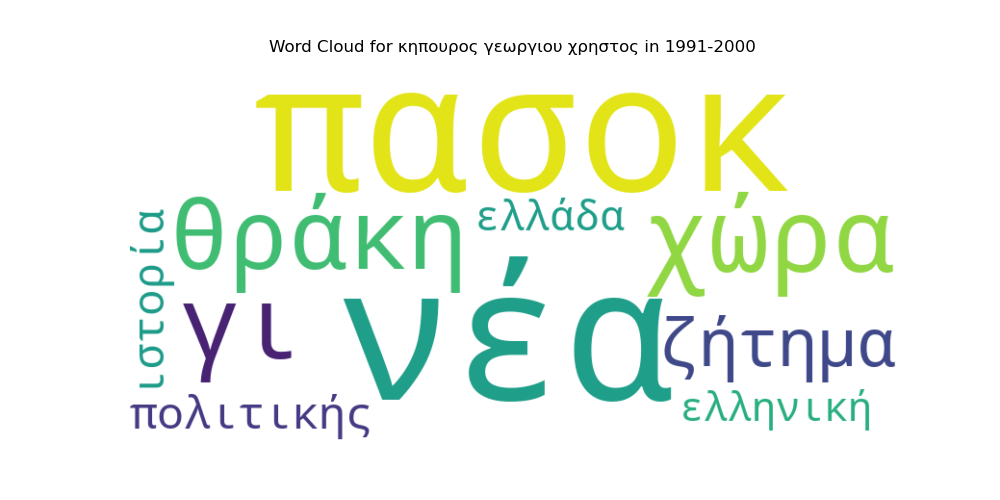 Word Cloud for κηπουρος γεωργιου χρηστος in 1991-2000
πασοκ
θράκη
ελλάδα
χώρα
ιστορία
γι
νέα
ζήτημα
πολιτικής
ελληνική